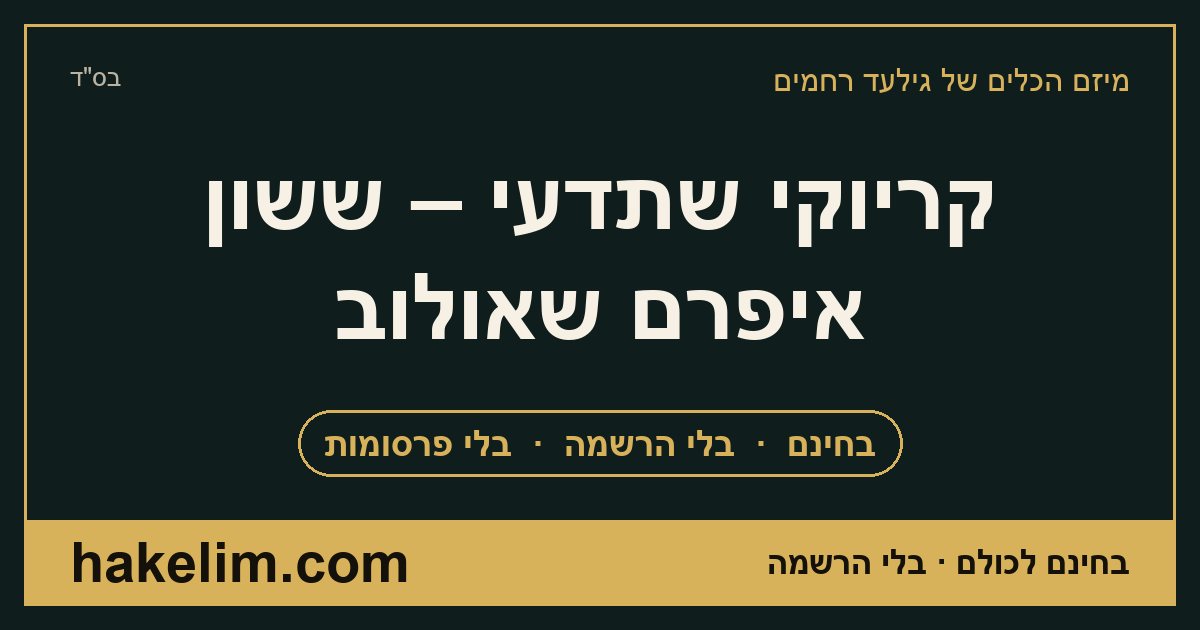 מיזם הכלים של גילעד רחמים
בס"ד
קריוקי שתדעי – ששון
איפרם שאולוב
בחינם · בלי הרשמה · בלי פרסומות
בחינם לכולם · בלי הרשמה
hakelim.com